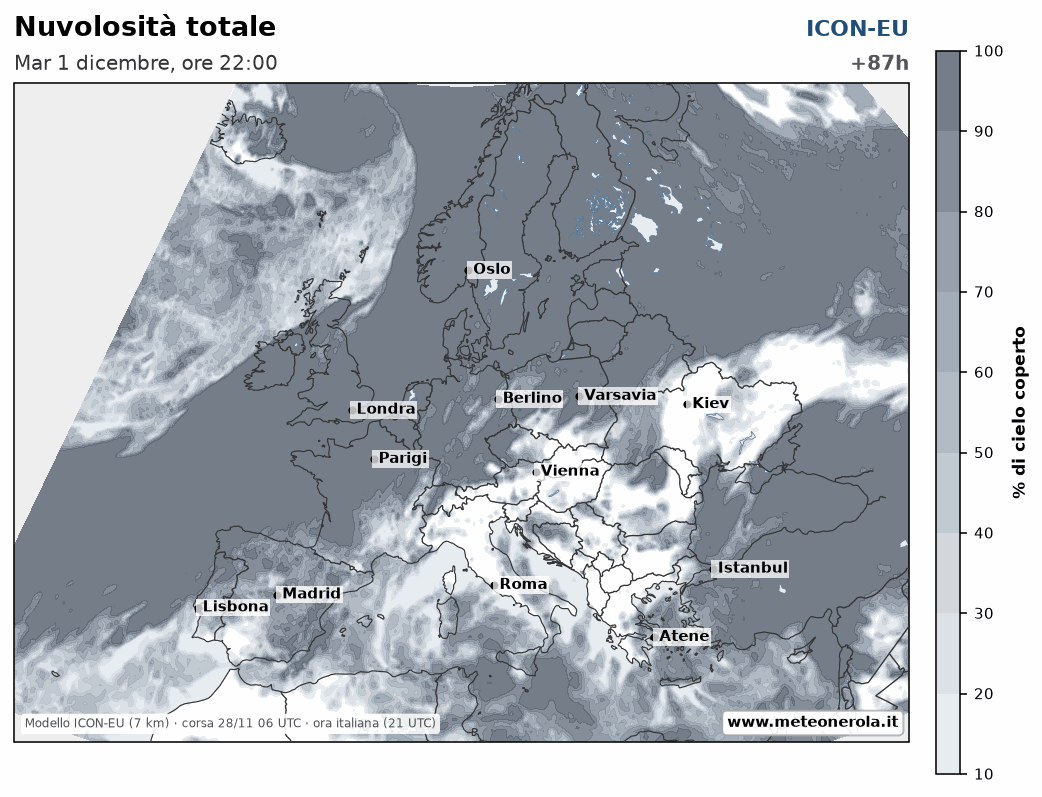 Nuvolosità totale
ICON-EU
Mar 1 dicembre, ore 22:00
+87h
100
90
80
70
60
50
40
30
20
10
% di cielo coperto
Oslo
Berlino
Varsavia
Kiev
Londra
Parigi
Vienna
Istanbul
Roma
Madrid
Lisbona
Atene
Modello ICON-EU (7 km) · corsa 28/11 06 UTC · ora italiana (21 UTC)
www.meteonerola.it